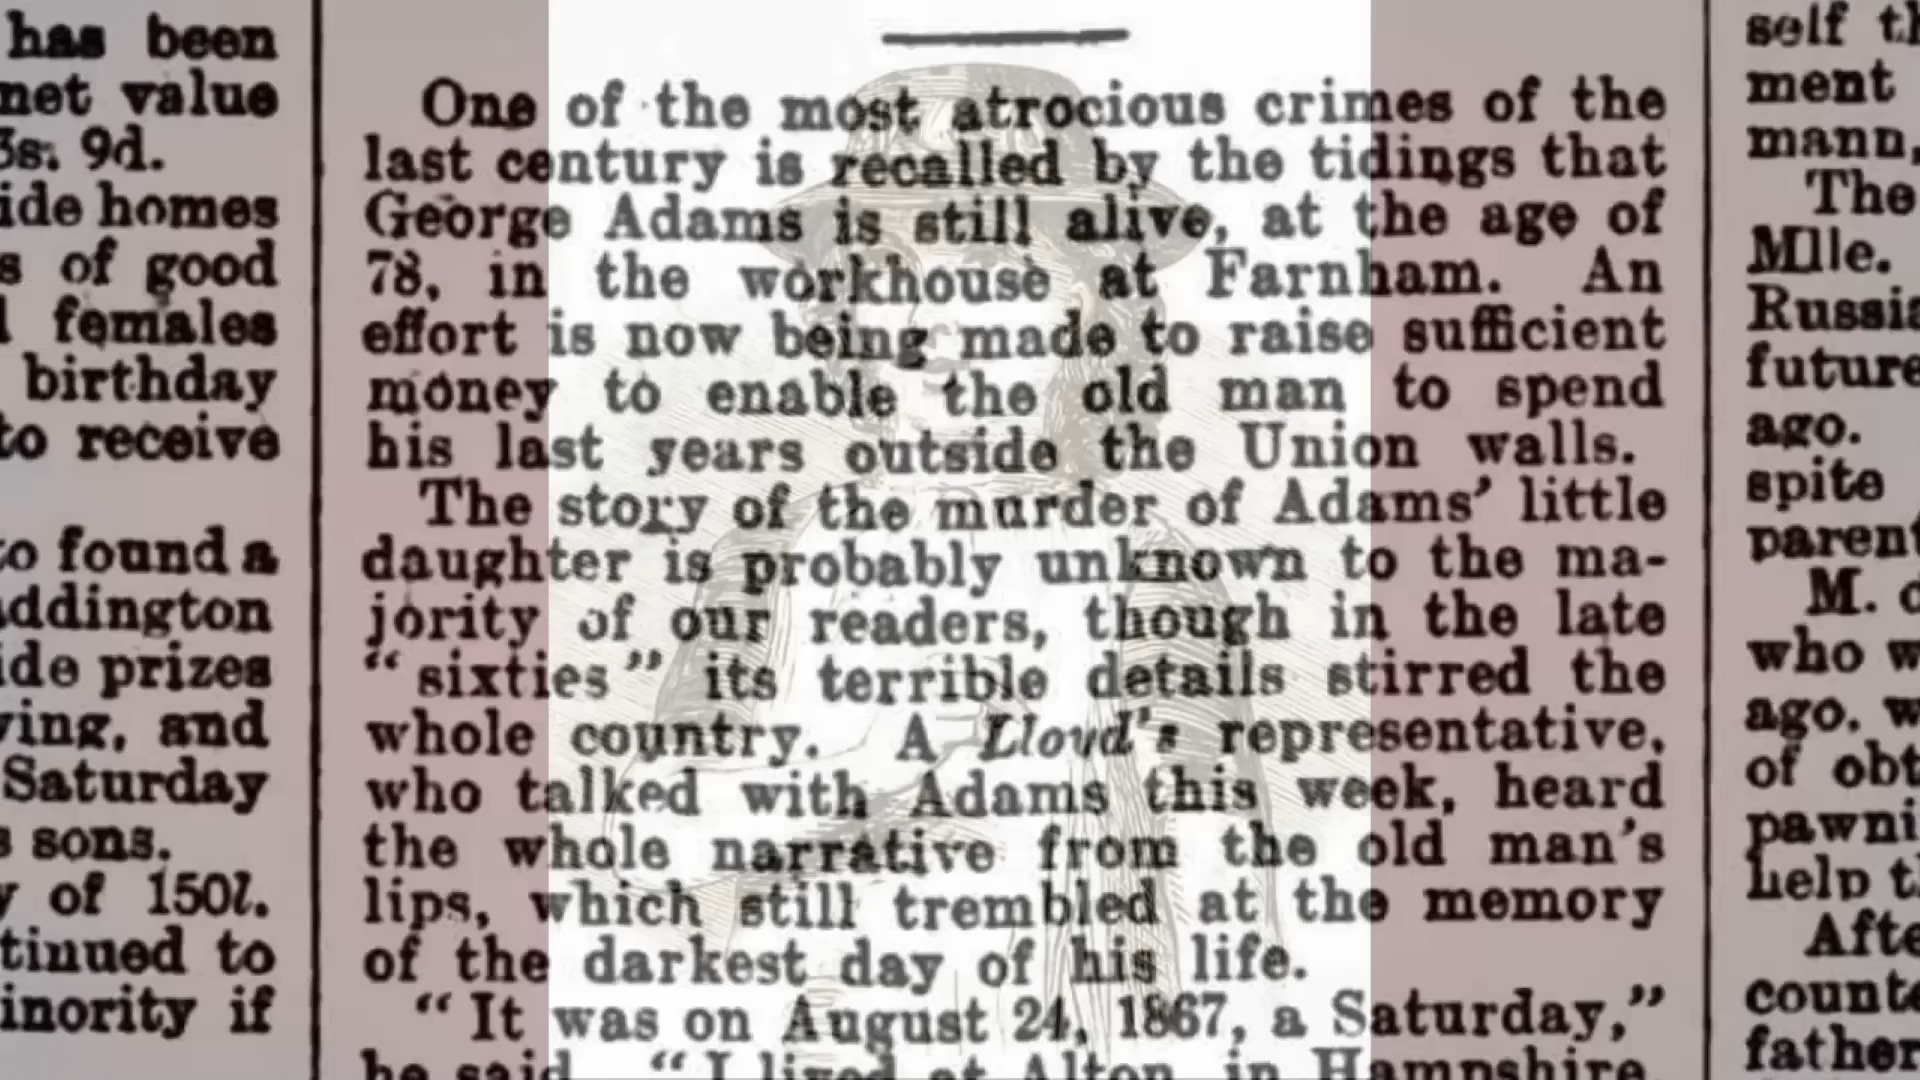 has been
net value
3s. 9d.
ide homes
s of good
females
birthday
to receive
to found a
addington
ide prizes
ving, and
Saturday
s sons.
y of 150l.
tinued to
inority if
One of the most atrocious crimes of the
last century is recalled by the tidings that
George Adams is still alive, at the age of
78, in the workhouse at Farnham. An
effort is now being made to raise sufficient
money to enable the old man to spend
his last years outside the Union walls.
The story of the murder of Adams' little
daughter is probably unknown to the ma-
jority of our readers, though in the late
"sixties" its terrible details stirred the
whole country. A Lloyd's representative,
who talked with Adams this week, heard
the whole narrative from the old man's
lips, which still trembled at the memory
of the darkest day of his life.
"It was on August 24, 1867, a Saturday,"
he said. "I lived at Alton, in Hampshire.
self th
ment
mann,
The
Mlle.
Russia
future
ago.
spite
parent
M. c
who w
ago, w
of obt
pawni
help t
Afte
counte
father